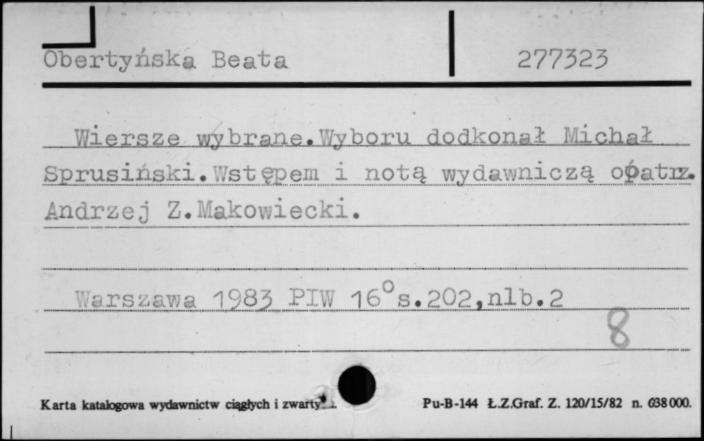 Obertyńska Beata 277323
Wiersze wybrane.Wyboru dodkonał Michał
Sprusiński.Wstępem i notą wydawniczą opatrz.
Andrzej Z.Makowiecki.
Warszawa 1983 PIW 16° s.202,nlb.2
8
Karta katalogowa wydawnictw ciągłych i zwarty Pu-B-144 Ł.Z.Graf. Z. 120/15/82 n. 638000.